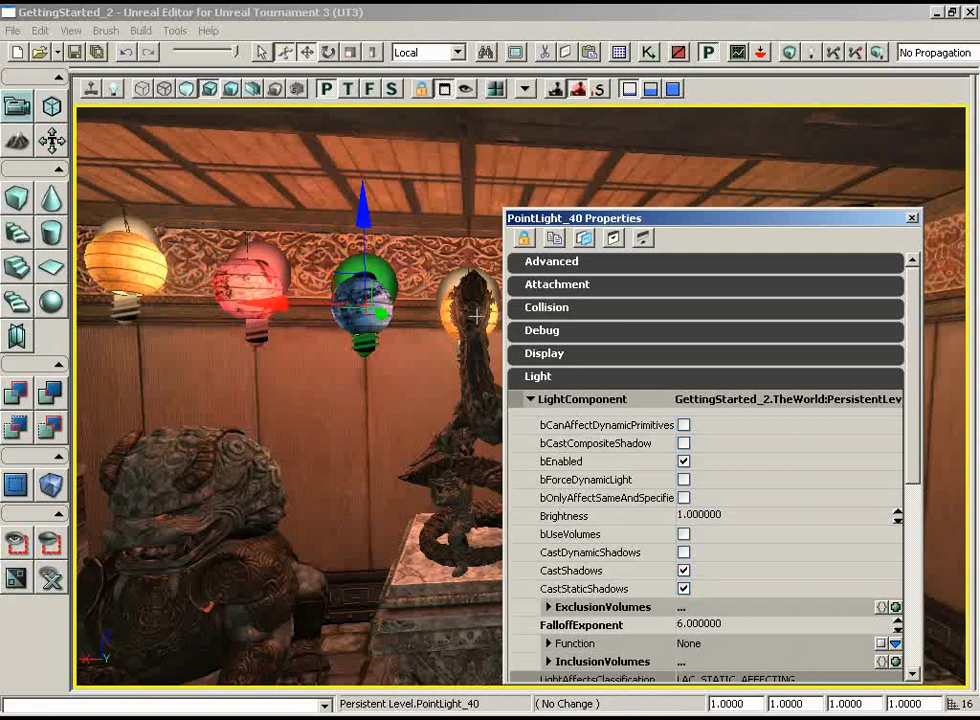 GettingStarted_2 - Unreal Editor for Unreal Tournament 3 (UT3)
File Edit View Brush Build Tools Help
Local
P
No Propagation
P T F S
S
PointLight_40 Properties
Advanced
Attachment
Collision
Debug
Display
Light
LightComponent GettingStarted_2.TheWorld:PersistentLev
bCanAffectDynamicPrimitives
bCastCompositeShadow
bEnabled
bForceDynamicLight
bOnlyAffectSameAndSpecifie
Brightness 1.000000
bUseVolumes
CastDynamicShadows
CastShadows
CastStaticShadows
ExclusionVolumes ...
FalloffExponent 6.000000
Function None
InclusionVolumes ...
LightAffectsClassification LAC_STATIC_AFFECTING
X Y Z
Persistent Level.PointLight_40 (No Change) 1.0000 1.0000 1.0000 1.0000 16